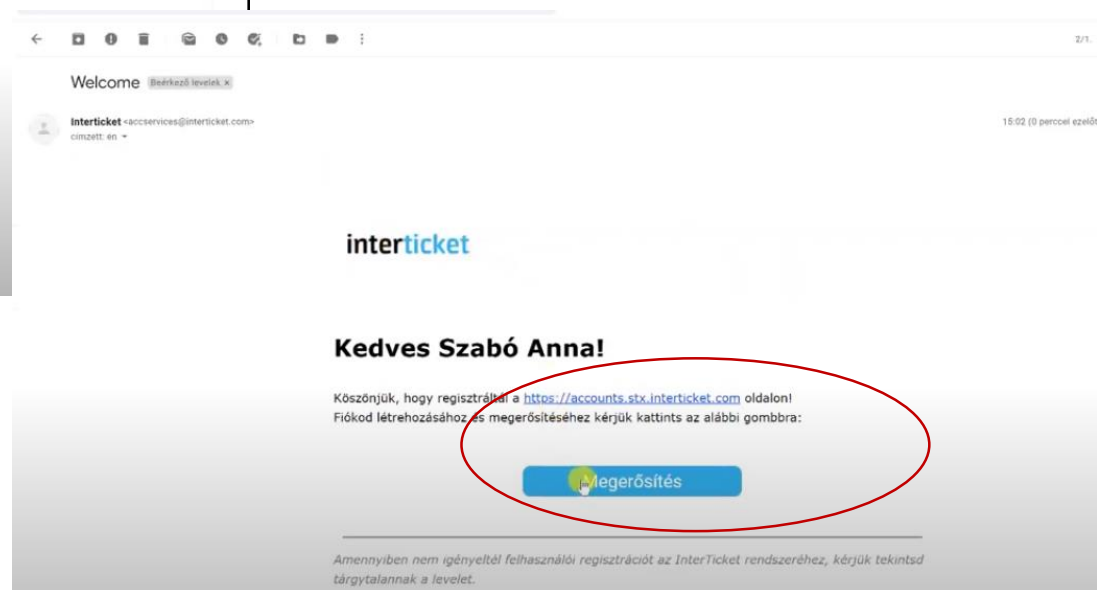 2/1.
Welcome Beérkező levelek ×
Interticket <accservices@interticket.com>
15:02 (0 perccel ezelőt
címzett: én
interticket
Kedves Szabó Anna!
Köszönjük, hogy regisztráltál a https://accounts.stx.interticket.com oldalon!
Fiókod létrehozásához és megerősítéséhez kérjük kattints az alábbi gombbra:
Megerősítés
Amennyiben nem igényeltél felhasználói regisztrációt az InterTicket rendszeréhez, kérjük tekintsd
tárgytalannak a levelet.